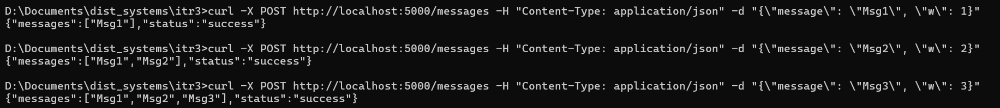 D:\Documents\dist_systems\itr3>curl -X POST http://localhost:5000/messages -H "Content-Type: application/json" -d "{\"message\": \"Msg1\", \"w\": 1}"
{"messages":["Msg1"],"status":"success"}
D:\Documents\dist_systems\itr3>curl -X POST http://localhost:5000/messages -H "Content-Type: application/json" -d "{\"message\": \"Msg2\", \"w\": 2}"
{"messages":["Msg1","Msg2"],"status":"success"}
D:\Documents\dist_systems\itr3>curl -X POST http://localhost:5000/messages -H "Content-Type: application/json" -d "{\"message\": \"Msg3\", \"w\": 3}"
{"messages":["Msg1","Msg2","Msg3"],"status":"success"}